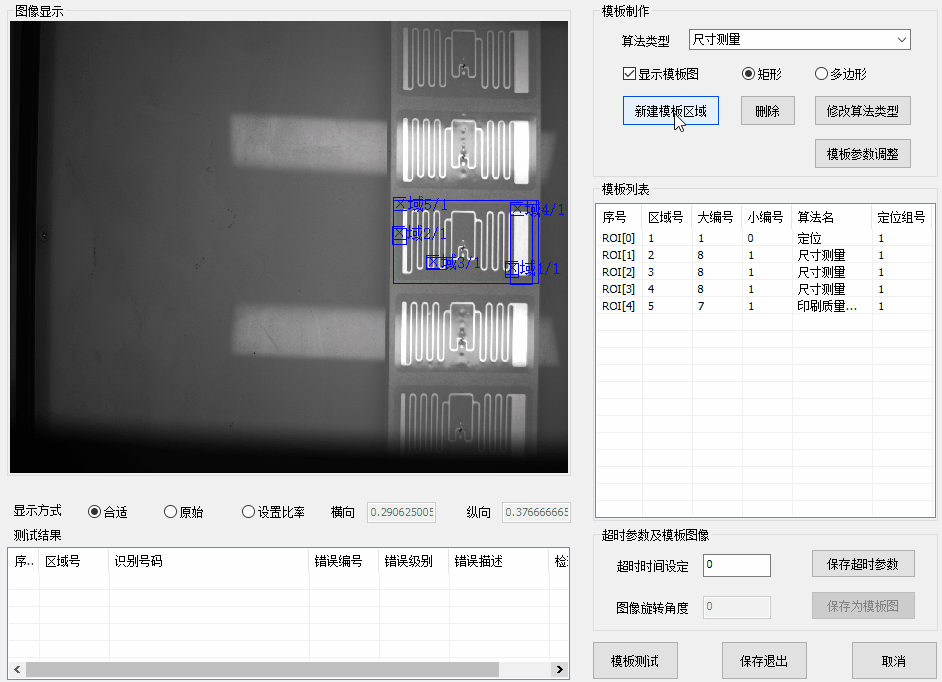 图像显示
区域5/1
区域4/1
区域2/1
区域3/1
区域1/1
显示方式 合适 原始 设置比率 横向 0.290625005 纵向 0.376666665
测试结果
序.. 区域号 识别号码 错误编号 错误级别 错误描述
模板制作
算法类型 尺寸测量
显示模板图 矩形 多边形
新建模板区域 删除 修改算法类型
模板参数调整
模板列表
序号 区域号 大编号 小编号 算法名 定位组号
ROI[0] 1 1 0 定位 1
ROI[1] 2 8 1 尺寸测量 1
ROI[2] 3 8 1 尺寸测量 1
ROI[3] 4 8 1 尺寸测量 1
ROI[4] 5 7 1 印刷质量... 1
超时参数及模板图像
超时时间设定 0 保存超时参数
图像旋转角度 0 保存为模板图
模板测试 保存退出 取消